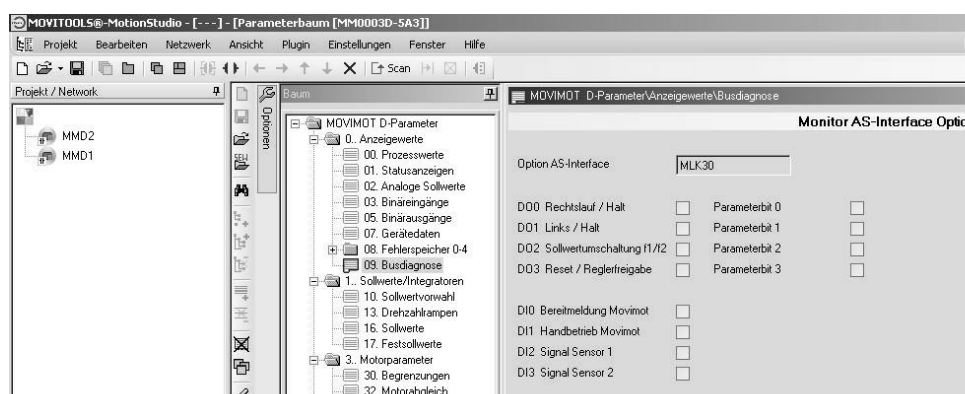 MOVITOOLS®-MotionStudio - [---] - [Parameterbaum [MM0003D-5A3]]
Projekt Bearbeiten Netzwerk Ansicht Plugin Einstellungen Fenster Hilfe
Scan
Projekt / Network
MMD2
MMD1
Optionen
Baum
MOVIMOT D-Parameter
0.. Anzeigewerte
00. Prozesswerte
01. Statusanzeigen
02. Analoge Sollwerte
03. Binäreingänge
05. Binärausgänge
07. Gerätedaten
08. Fehlerspeicher 0-4
09. Busdiagnose
1.. Sollwerte/Integratoren
10. Sollwertvorwahl
13. Drehzahlrampen
16. Sollwerte
17. Festsollwerte
3.. Motorparameter
30. Begrenzungen
32. Motorabgleich
MOVIMOT D-Parameter\Anzeigewerte\Busdiagnose
Monitor AS-Interface Optio
Option AS-Interface MLK30
DO0 Rechtslauf / Halt Parameterbit 0
DO1 Links / Halt Parameterbit 1
DO2 Sollwertumschaltung f1/f2 Parameterbit 2
DO3 Reset / Reglerfreigabe Parameterbit 3
DI0 Bereitmeldung Movimot
DI1 Handbetrieb Movimot
DI2 Signal Sensor 1
DI3 Signal Sensor 2